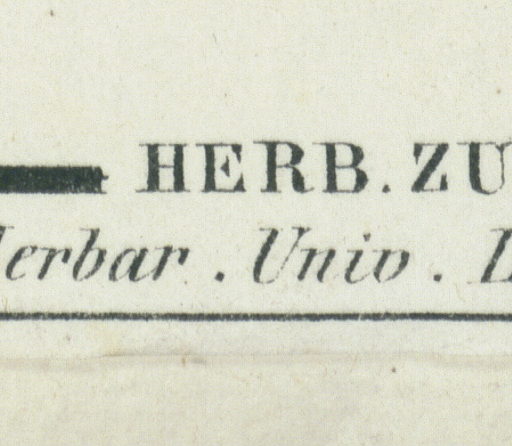 HERB. ZU
erbar. Univ.